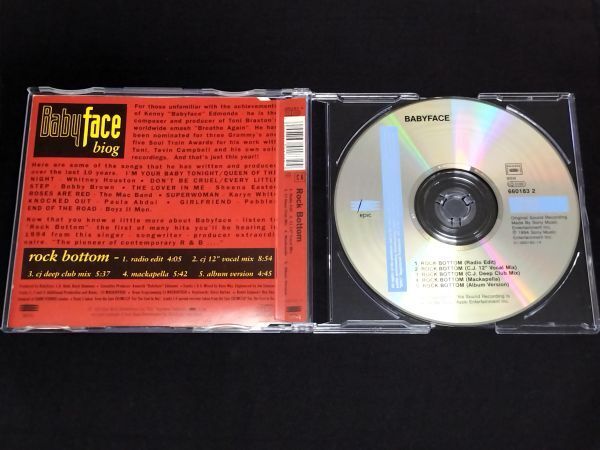 Babyface
biog
For those unfamiliar with the achievements
of Kenny "Babyface" Edmonds - he is the
composer and producer of Toni Braxton's
worldwide smash "Breathe Again". He has
been nominated for three Grammy's and
five Soul Train Awards for his work with
Toni, Tevin Campbell and his own solo
recordings. And that's just this year!!
Here are some of the songs that he has written and produced
over the last 10 years. I'M YOUR BABY TONIGHT/QUEEN OF THE
NIGHT - Whitney Houston - DON'T BE CRUEL/EVERY LITTLE
STEP - Bobby Brown - THE LOVER IN ME - Sheena Easton
ROSES ARE RED - The Mac Band - SUPERWOMAN - Karyn White
KNOCKED OUT - Paula Abdul - GIRLFRIEND - Pebbles
END OF THE ROAD - Boyz II Men.
Now that you know a little more about Babyface - listen to
"Rock Bottom" - the first of many hits you'll be hearing in
1994 from this singer - songwriter - producer extraordi-
naire. "The pioneer of contemporary R & B ..."
rock bottom - 1. radio edit 4:05 2. cj 12" vocal mix 8:54
3. cj deep club mix 5:37 4. mackapella 5:42 5. album version 4:45
Rock Bottom
BABYFACE
epic
660183 2
Original Sound Recording
Made By Sony Music
Entertainment Inc.
℗ 1994 Sony Music
Entertainment Inc.
1 ROCK BOTTOM (Radio Edit)
2 ROCK BOTTOM (C.J. 12" Vocal Mix)
ROCK BOTTOM (C.J. Deep Club Mix)
ROCK BOTTOM (Mackapella)
ROCK BOTTOM (Album Version)